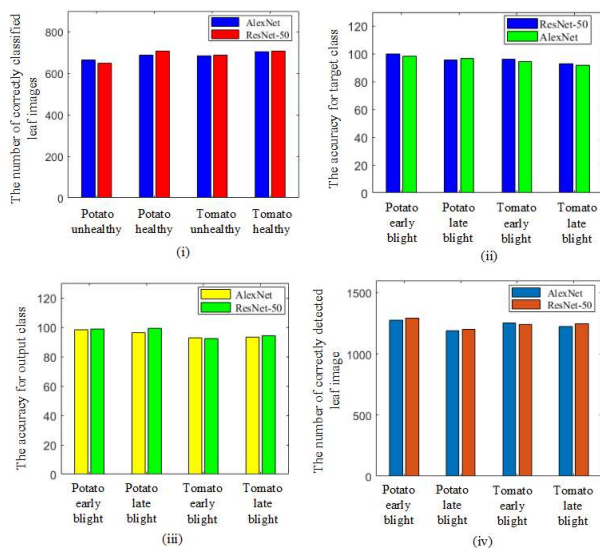 The number of correctly classified
leaf images
800
600
400
200
0
AlexNet
ResNet-50
Potato
unhealthy
Potato
healthy
Tomato
unhealthy
Tomato
healthy
(i)
The accuracy for target class
120
100
80
60
40
20
0
ResNet-50
AlexNet
Potato
early
blight
Potato
late
blight
Tomato
early
blight
Tomato
late
blight
(ii)
The accuracy for output class
120
100
80
60
40
20
0
AlexNet
ResNet-50
Potato
early
blight
Potato
late
blight
Tomato
early
blight
Tomato
late
blight
(iii)
The number of correctly detected
leaf image
1500
1000
500
0
AlexNet
ResNet-50
Potato
early
blight
Potato
late
blight
Tomato
early
blight
Tomato
late
blight
(iv)